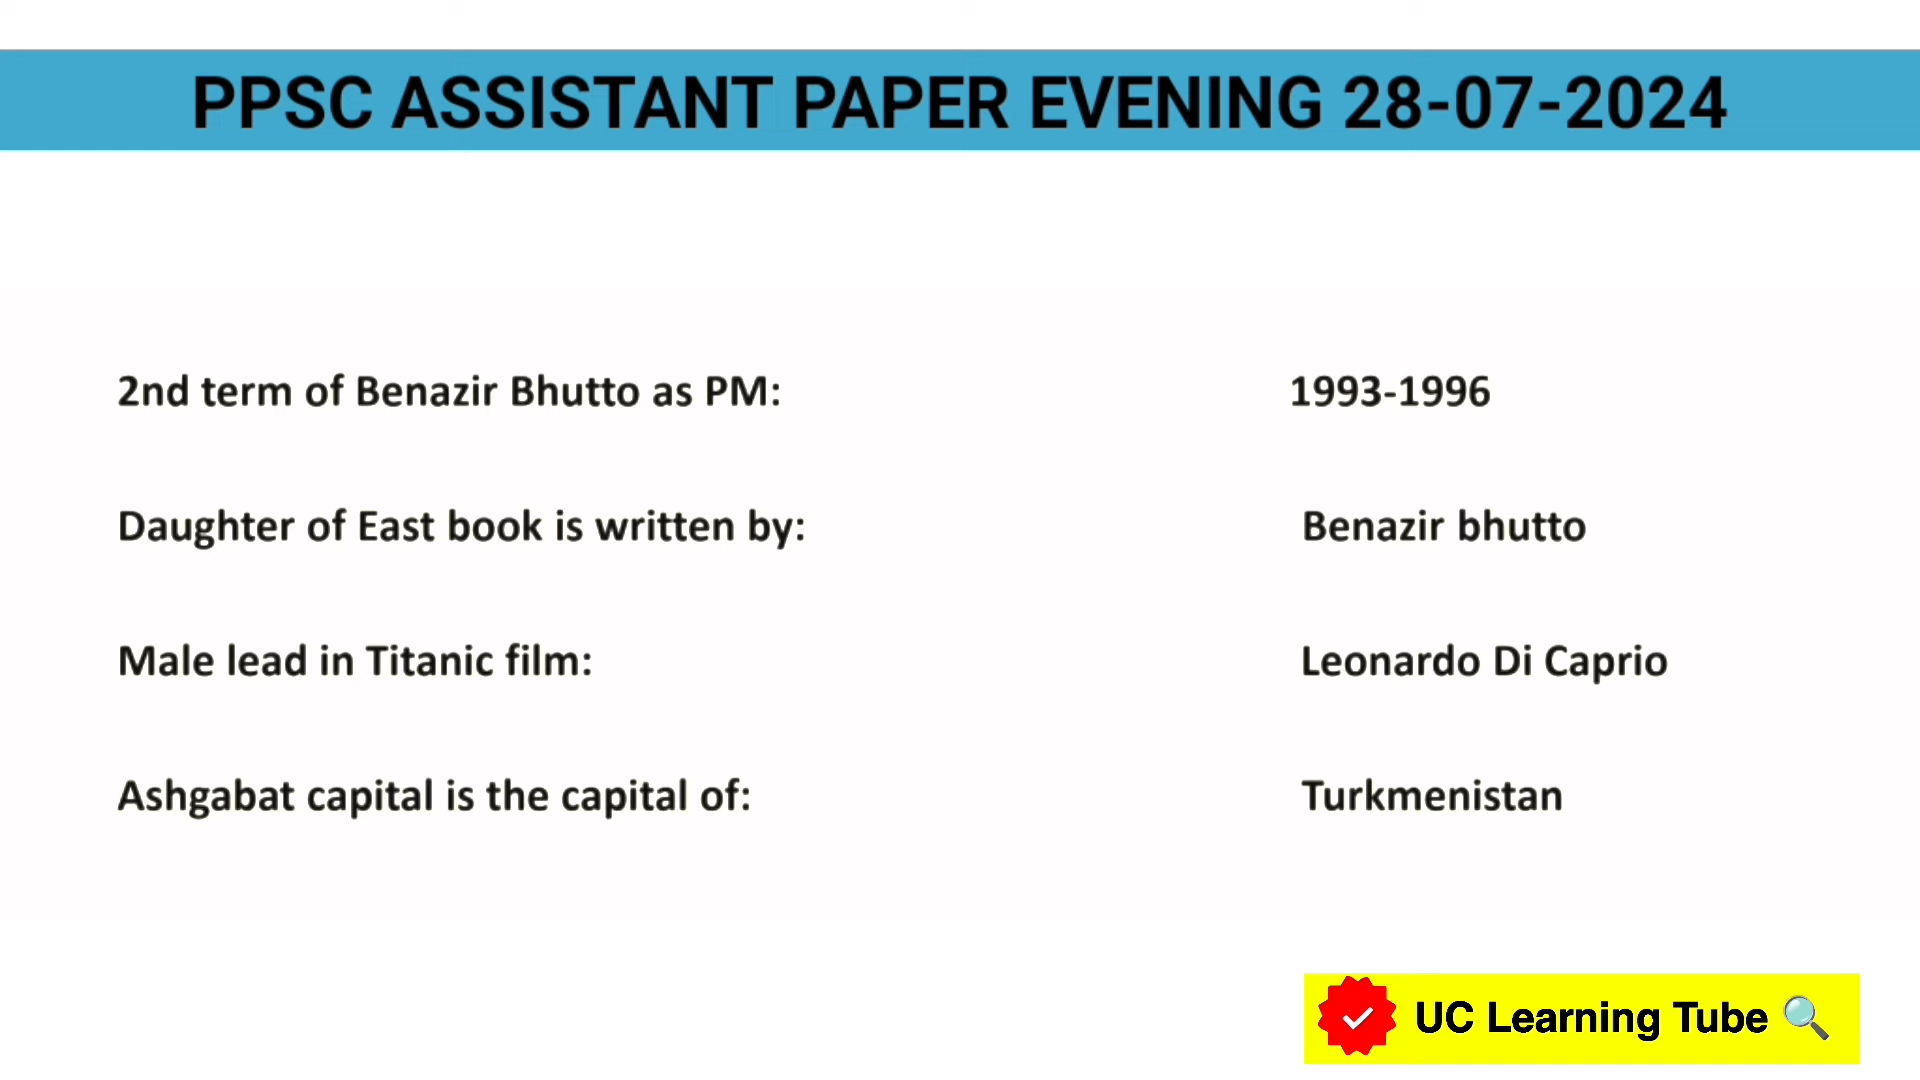 PPSC ASSISTANT PAPER EVENING 28-07-2024
2nd term of Benazir Bhutto as PM: 1993-1996
Daughter of East book is written by: Benazir bhutto
Male lead in Titanic film: Leonardo Di Caprio
Ashgabat capital is the capital of: Turkmenistan
UC Learning Tube